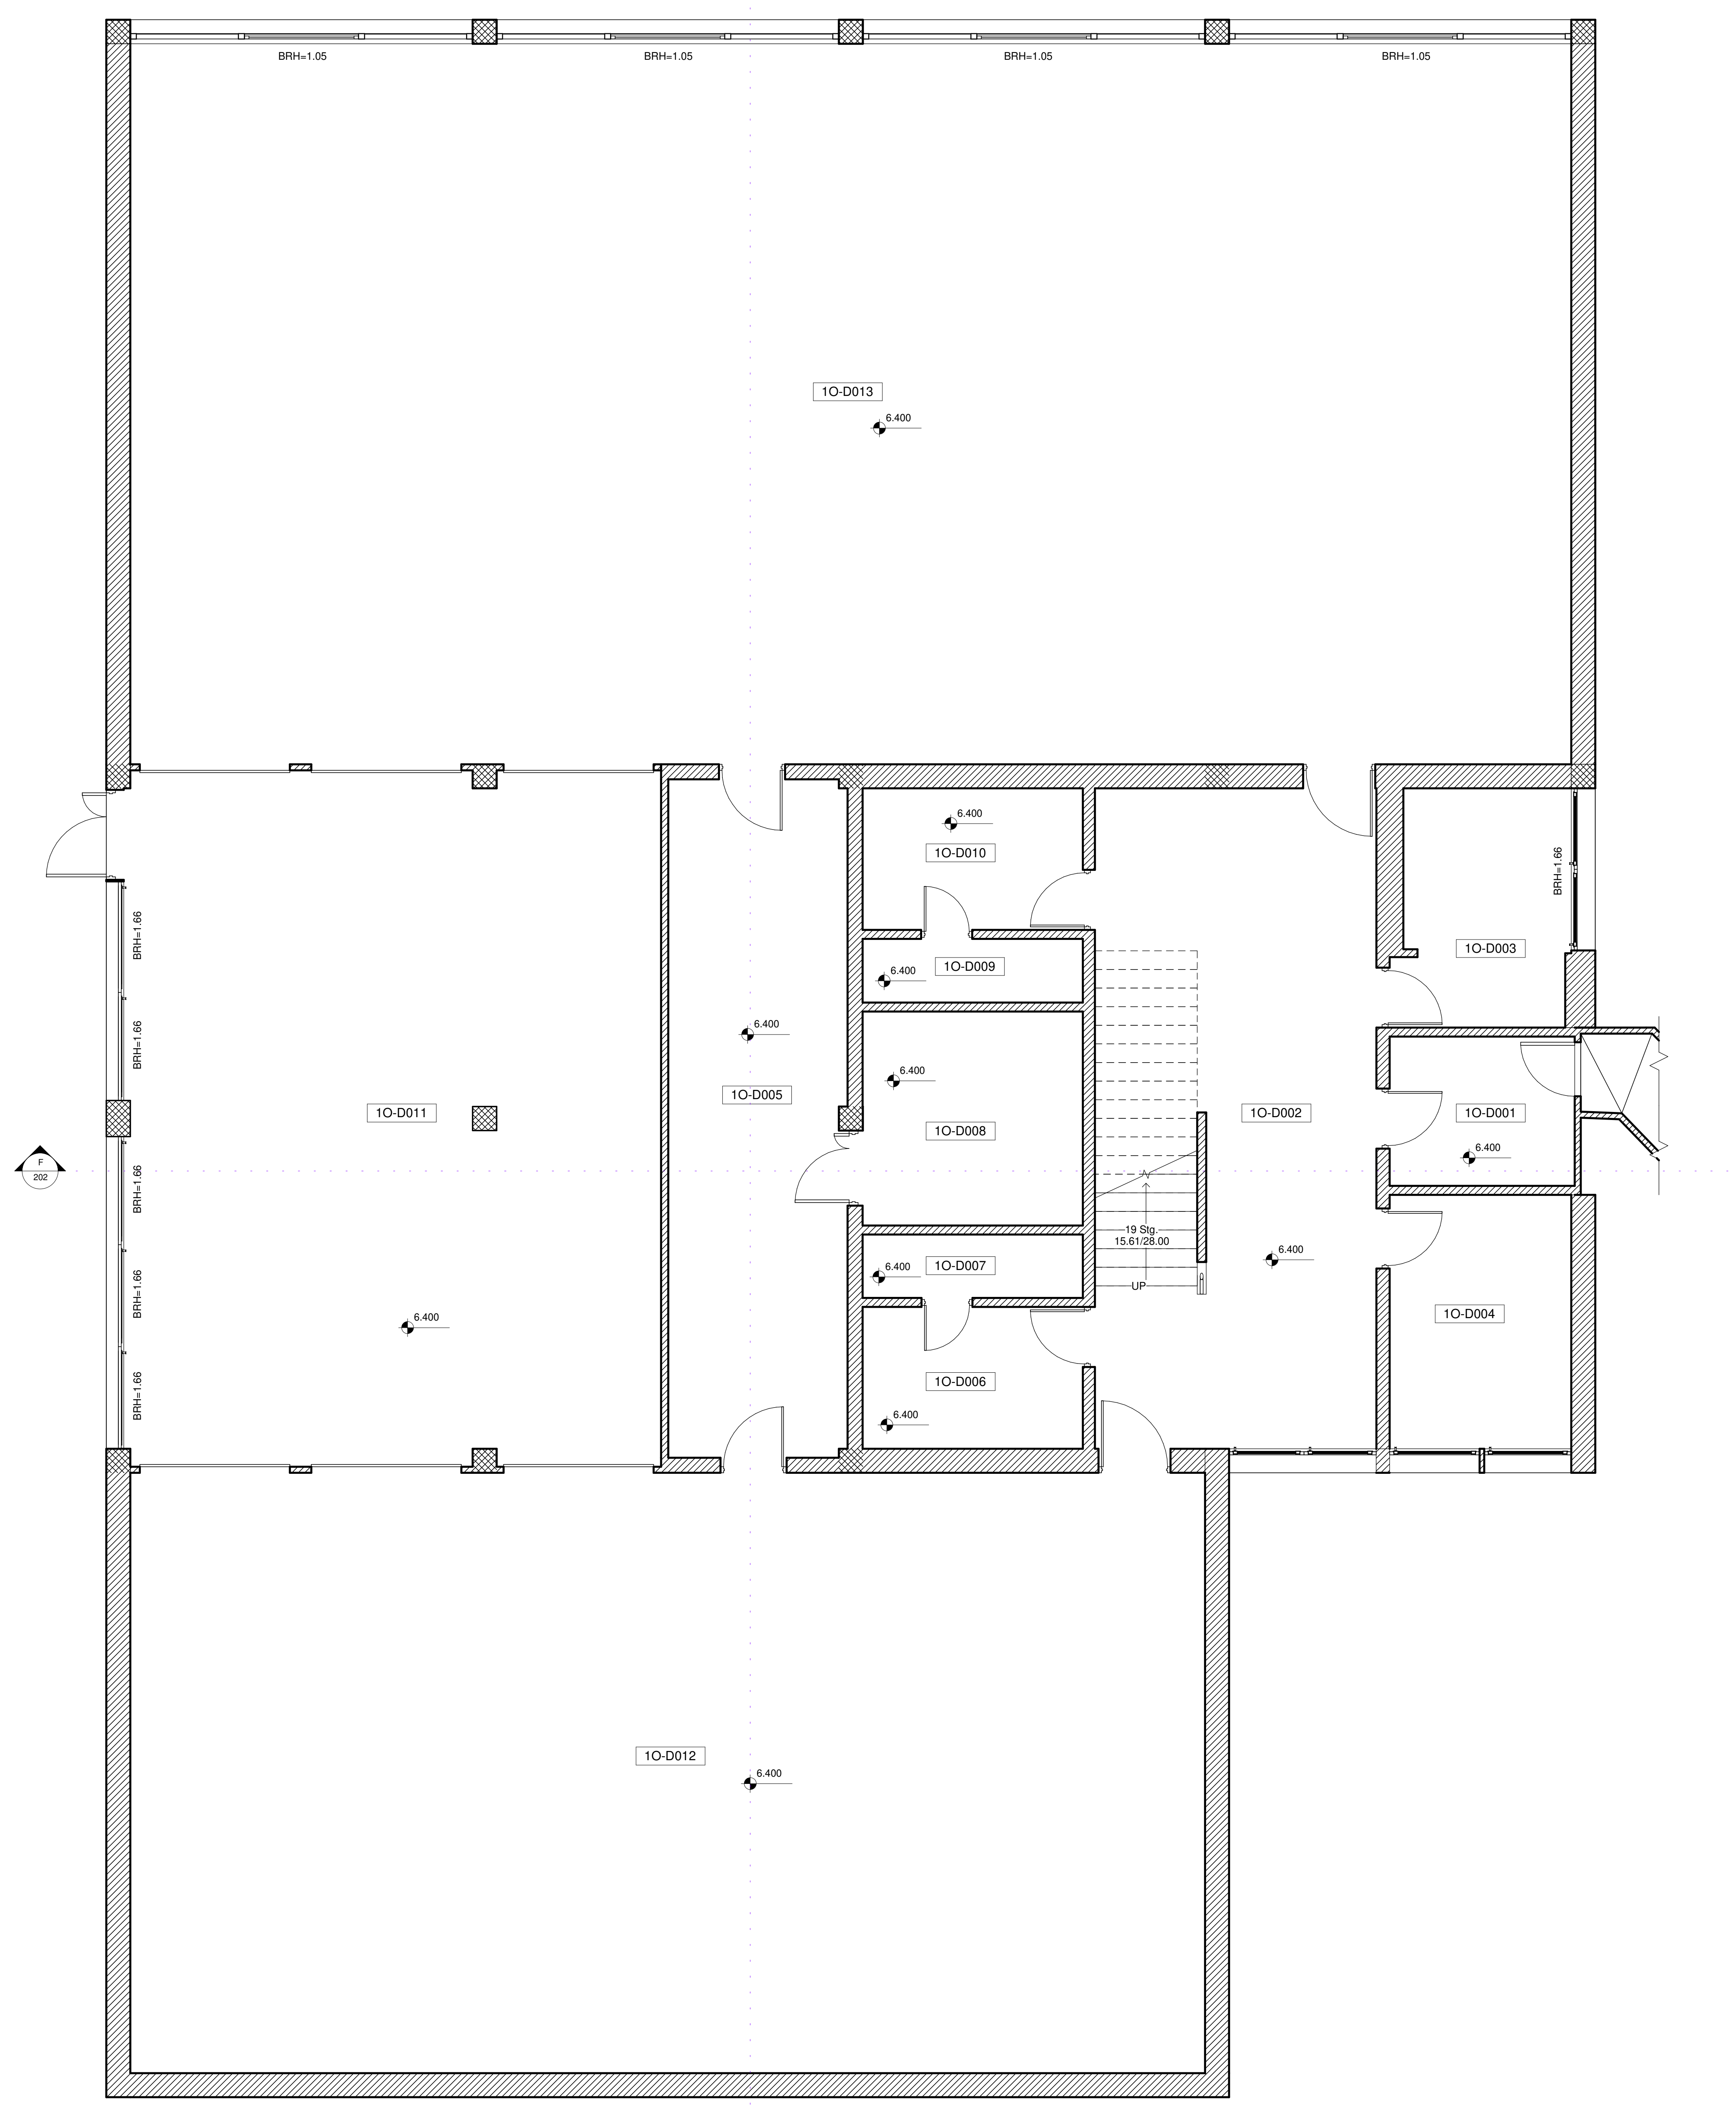 BRH=1.05
BRH=1.05
BRH=1.05
BRH=1.05
1O-D013
6.400
6.400
1O-D010
BRH=1.66
BRH=1.66
1O-D003
1O-D009
6.400
6.400
BRH=1.66
6.400
1O-D005
1O-D011
1O-D008
1O-D002
1O-D001
6.400
F
202
BRH=1.66
19 Stg.
15.61/28.00
6.400
1O-D007
6.400
UP
BRH=1.66
6.400
1O-D004
1O-D006
BRH=1.66
6.400
1O-D012
6.400